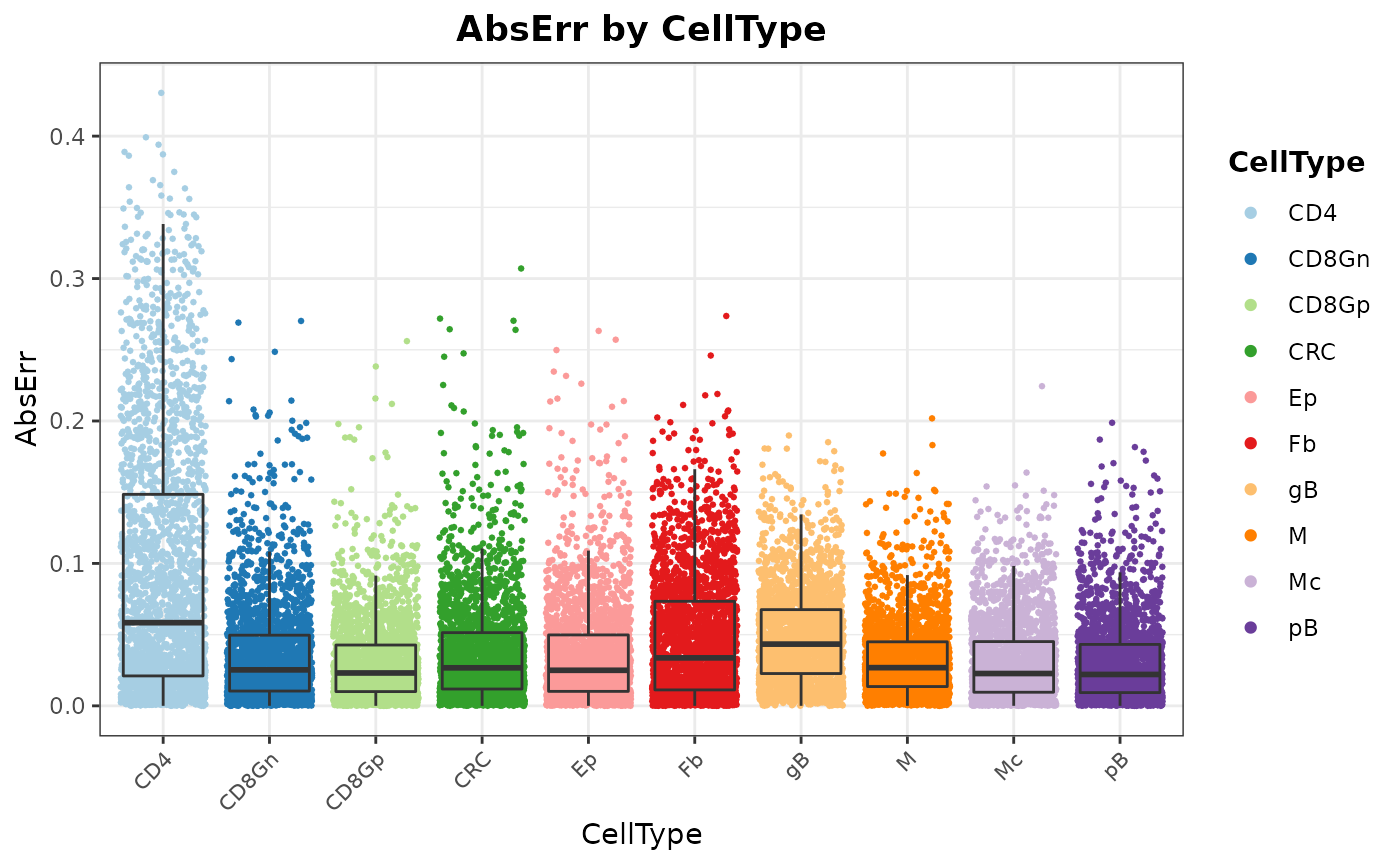 AbsErr by CellType
AbsErr
0.4
0.3
0.2
0.1
0.0
CD4
CD8Gn
CD8Gp
CRC
Ep
Fb
gB
M
Mc
pB
CellType
CellType
CD4
CD8Gn
CD8Gp
CRC
Ep
Fb
gB
M
Mc
pB